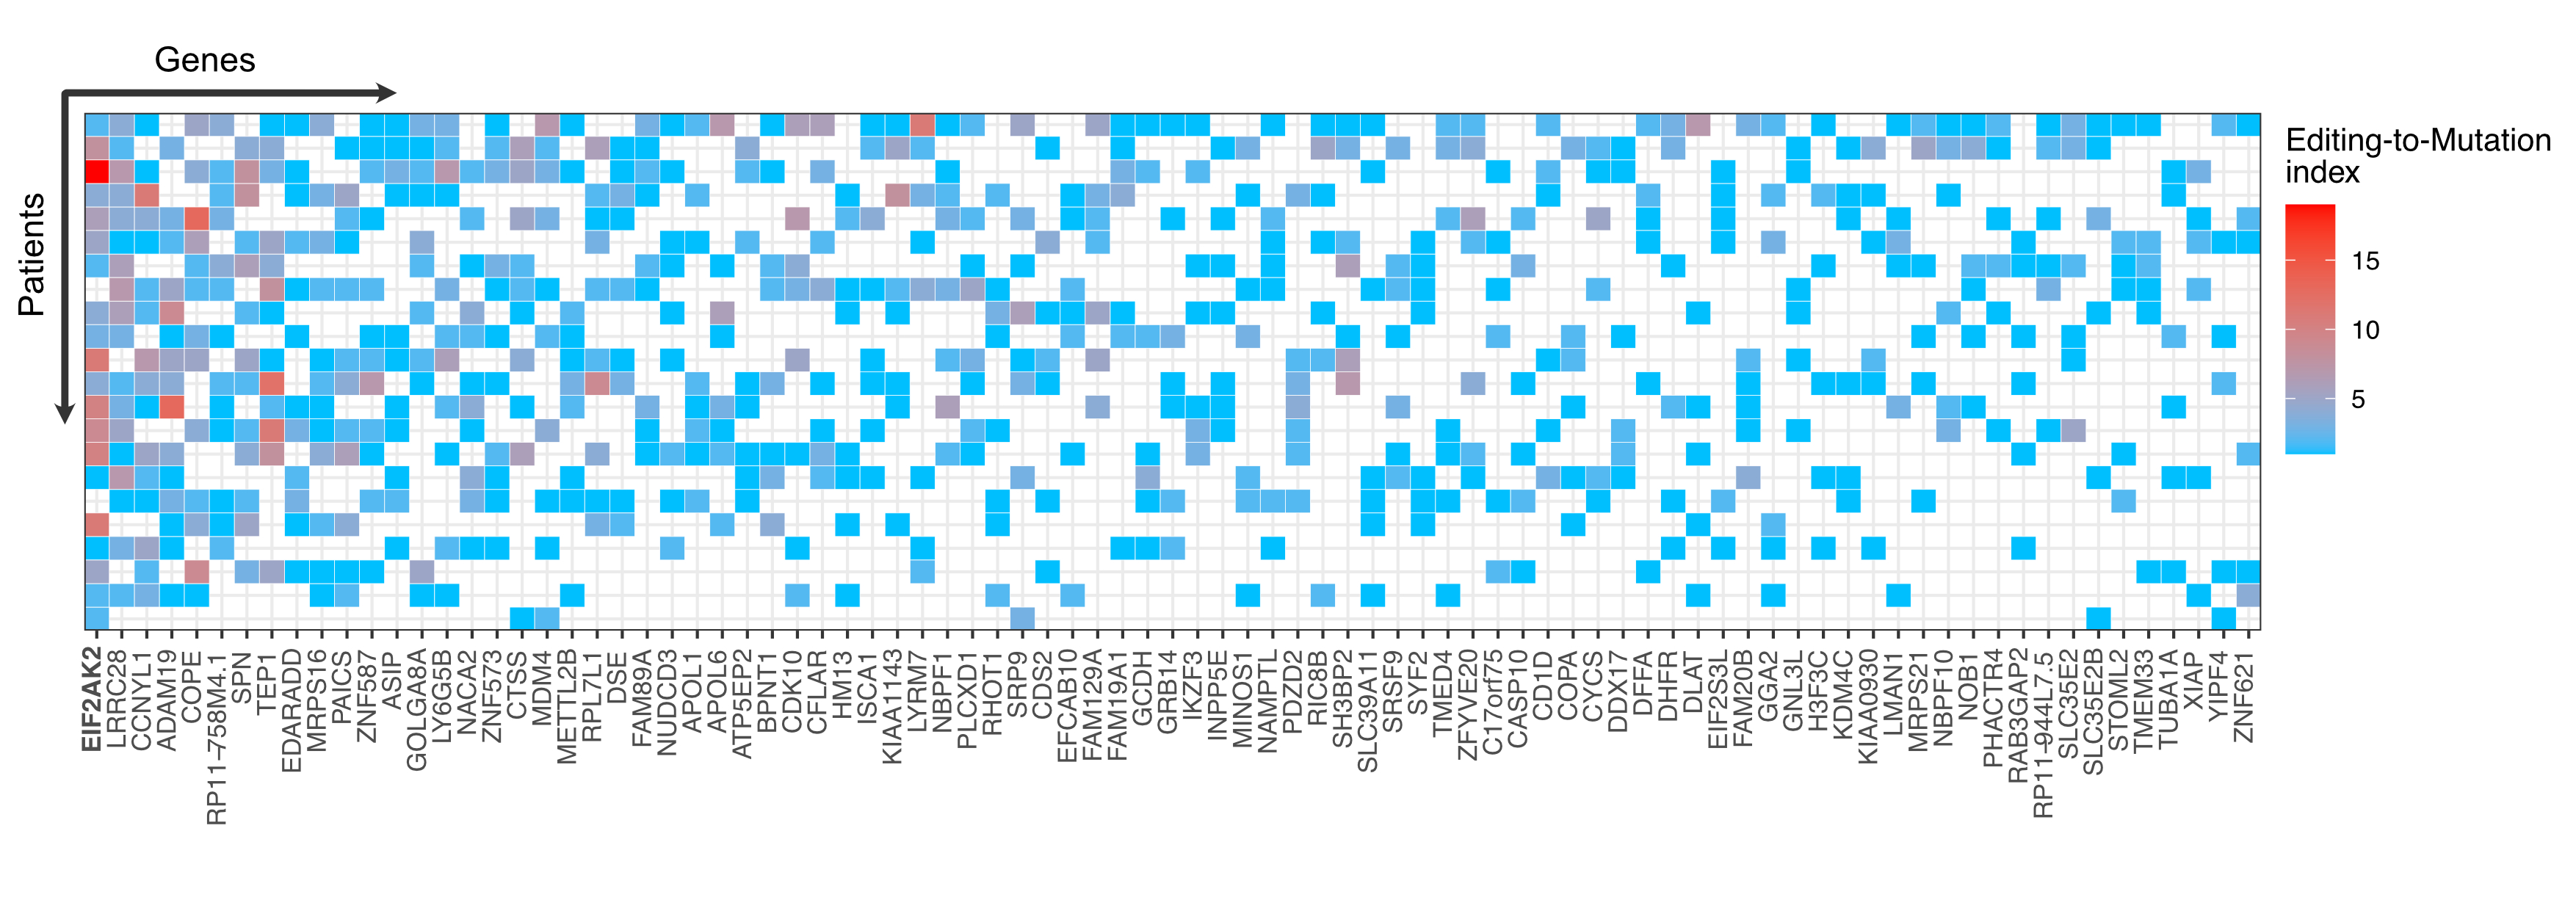 Genes
Patients
Editing-to-Mutation
index
15
10
5
EIF2AK2
LRRC28
CCNYL1
ADAM19
COPE
RP11-758M4.1
SPN
TEP1
EDARADD
MRPS16
PAICS
ZNF587
ASIP
GOLGA8A
LY6G5B
NACA2
ZNF573
CTSS
MDM4
METTL2B
RPL7L1
DSE
FAM89A
NUDCD3
APOL1
APOL6
ATP5EP2
BPNT1
CDK10
CFLAR
HM13
ISCA1
KIAA1143
LYRM7
NBPF1
PLCXD1
RHOT1
SRP9
CDS2
EFCAB10
FAM129A
FAM19A1
GCDH
GRB14
IKZF3
INPP5E
MINOS1
NAMPTL
PDZD2
RIC8B
SH3BP2
SLC39A11
SRSF9
SYF2
TMED4
ZFYVE20
C17orf75
CASP10
CD1D
COPA
CYCS
DDX17
DFFA
DHFR
DLAT
EIF2S3L
FAM20B
GGA2
GNL3L
H3F3C
KDM4C
KIAA0930
LMAN1
MRPS21
NBPF10
NOB1
PHACTR4
RAB3GAP2
RP11-944L7.5
SLC35E2
SLC35E2B
STOML2
TMEM33
TUBA1A
XIAP
YIPF4
ZNF621